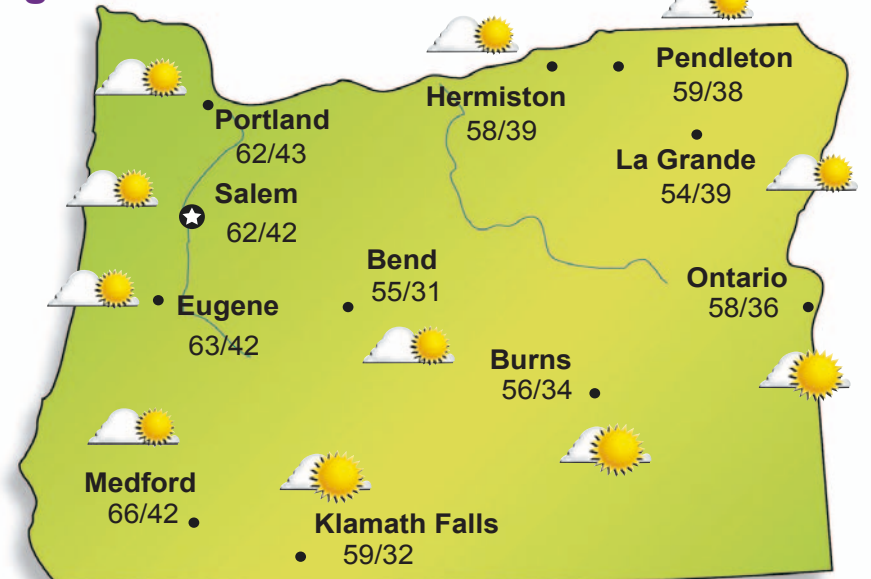 g
Pendleton
59/38
Hermiston
58/39
Portland
62/43
La Grande
54/39
Salem
62/42
Bend
55/31
Ontario
58/36
Eugene
63/42
Burns
56/34
Medford
66/42
Klamath Falls
59/32